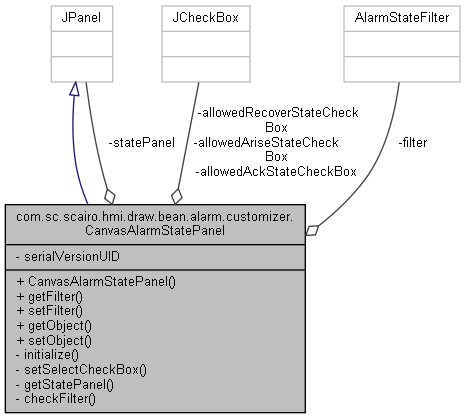 JPanel
JCheckBox
AlarmStateFilter
-statePanel
-allowedRecoverStateCheck
Box
-allowedAriseStateCheck
Box
-allowedAckStateCheckBox
-filter
com.sc.scairo.hmi.draw.bean.alarm.customizer.
CanvasAlarmStatePanel
- serialVersionUID
+ CanvasAlarmStatePanel()
+ getFilter()
+ setFilter()
+ getObject()
+ setObject()
- initialize()
- setSelectCheckBox()
- getStatePanel()
- checkFilter()